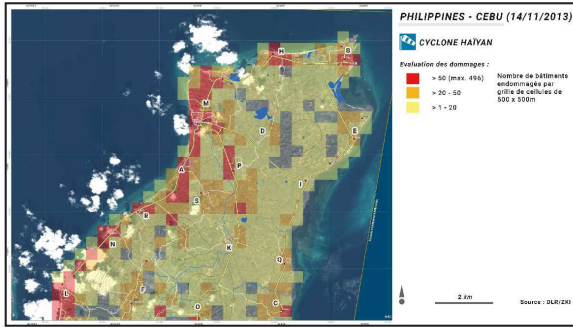 PHILIPPINES - CEBU (14/11/2013)
CYCLONE HAÏYAN
Evaluation des dommages :
> 50 (max. 496)
> 20 - 50
> 1 - 20
Nombre de bâtiments
endommagés par
grille de cellules de
500 x 500m
H
B
M
D
E
A
P
I
S
R
N
K
Q
F
L
O
C
2 km
Source : DLR/ZKI